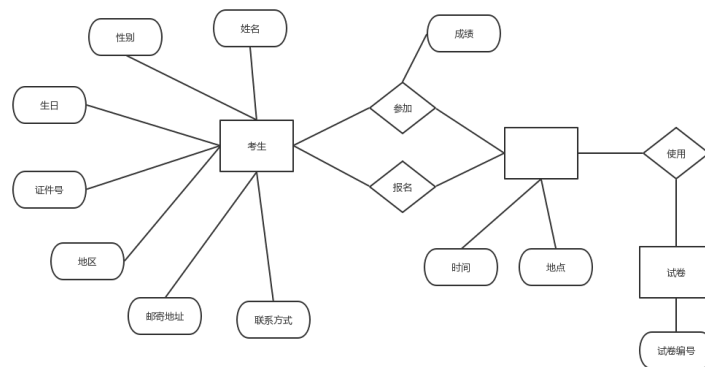 姓名
成绩
性别
生日
参加
考生
使用
报名
证件号
地区
时间
地点
试卷
邮寄地址
联系方式
试卷编号